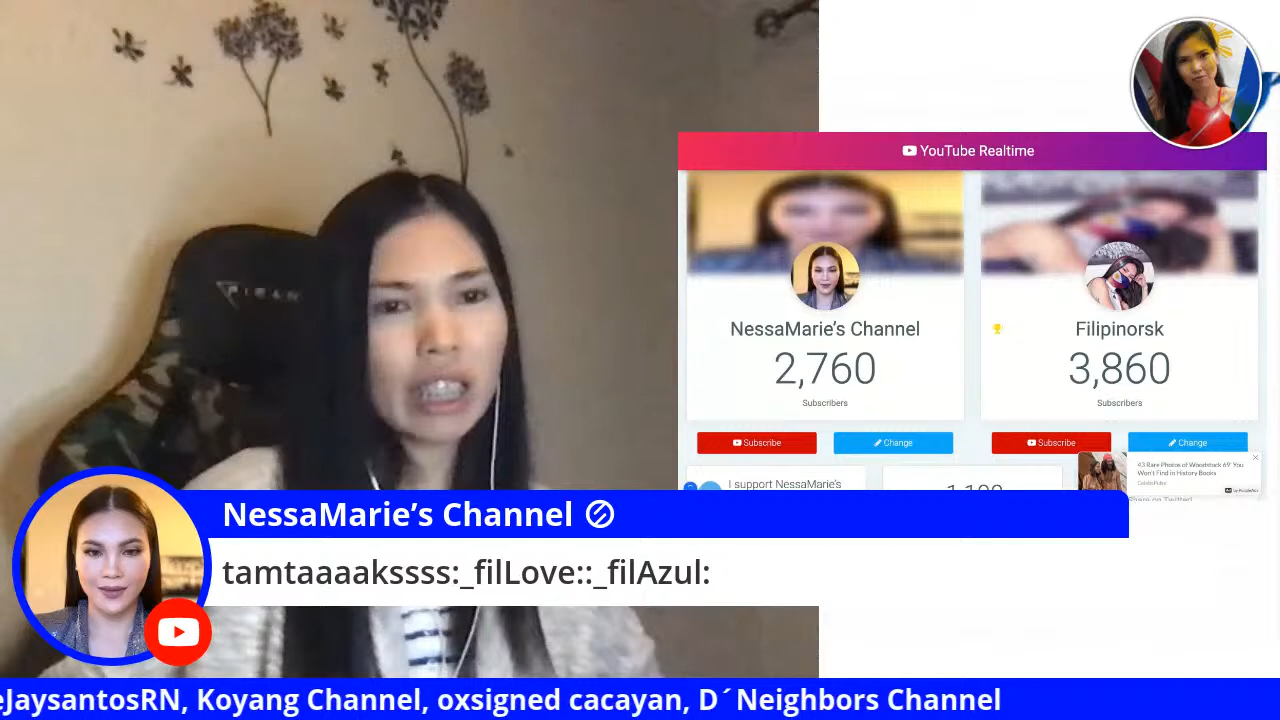 YouTube Realtime
NessaMarie’s Channel
2,760
Subscribers
Filipinorsk
3,860
Subscribers
Subscribe
Change
Subscribe
Change
I support NessaMarie's
43 Rare Photos of Woodstock 69' You
Won't Find in History Books
NessaMarie’s Channel
tamtaaaakssss:_filLove::_filAzul:
eJaysantosRN, Koyang Channel, oxsigned cacayan, D´Neighbors Channel